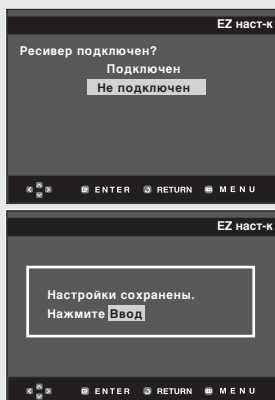 EZ наст-к
Ресивер подключен?
Подключен
Не подключен
ENTER RETURN MENU
EZ наст-к
Настройки сохранены.
Нажмите Ввод
ENTER RETURN MENU